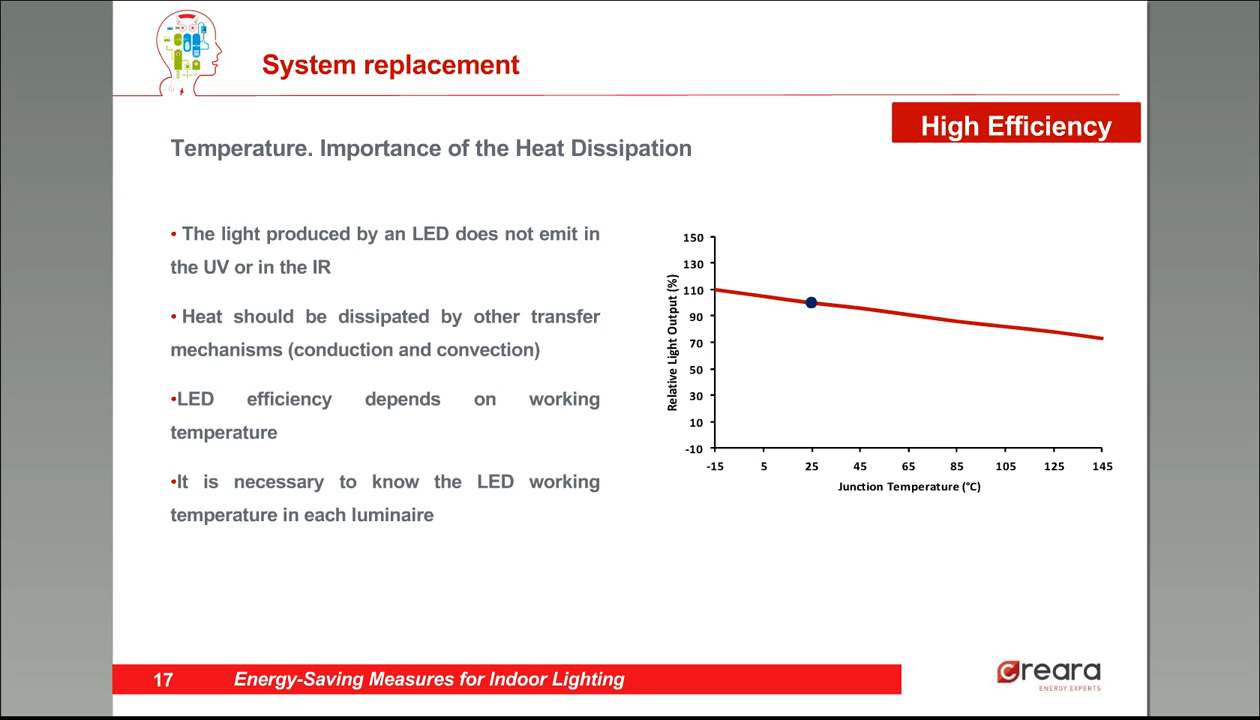 System replacement
High Efficiency
Temperature. Importance of the Heat Dissipation
• The light produced by an LED does not emit in
the UV or in the IR
• Heat should be dissipated by other transfer
mechanisms (conduction and convection)
•LED efficiency depends on working
temperature
•It is necessary to know the LED working
temperature in each luminaire
Relative Light Output (%)
150
130
110
90
70
50
30
10
-10
-15 5 25 45 65 85 105 125 145
Junction Temperature (°C)
17 Energy-Saving Measures for Indoor Lighting
creara
ENERGY EXPERTS